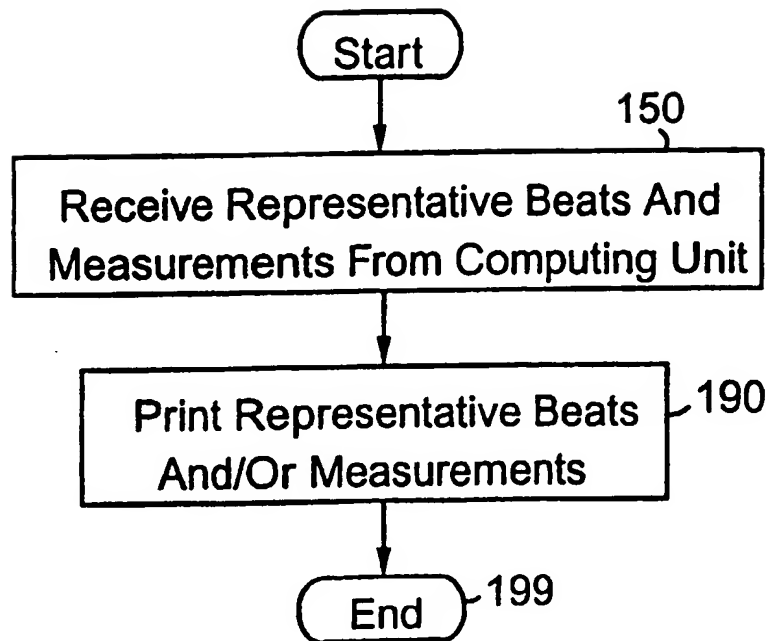 Start
150
Receive Representative Beats And
Measurements From Computing Unit
Print Representative Beats
And/Or Measurements
190
End
199